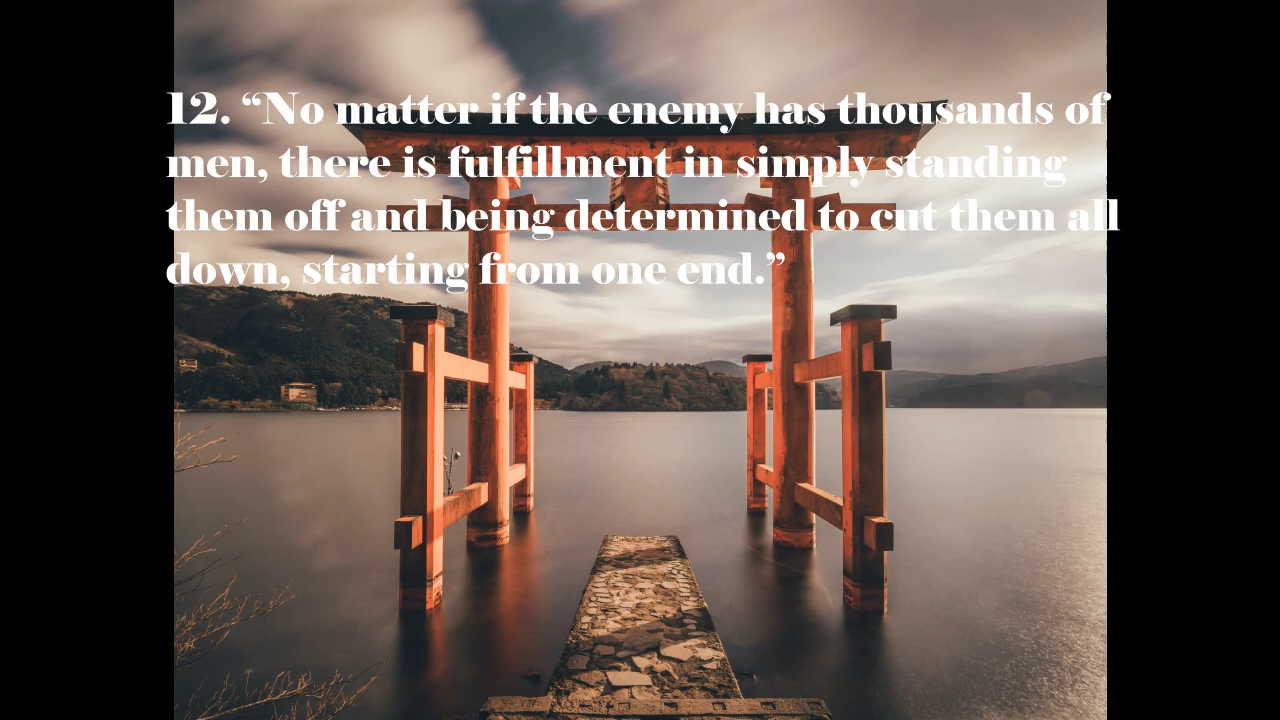 12. “No matter if the enemy has thousands of
men, there is fulfillment in simply standing
them off and being determined to cut them all
down, starting from one end.”